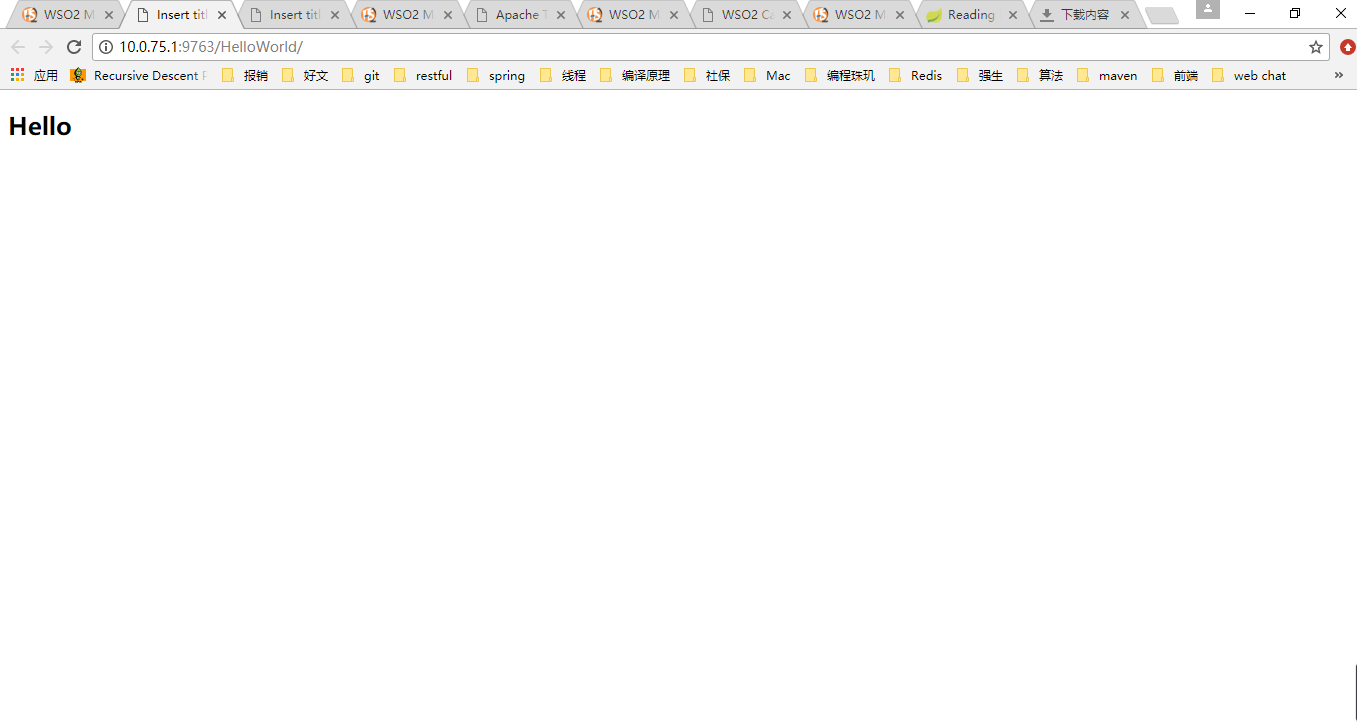 WSO2 M Insert titl Insert titl WSO2 M Apache T WSO2 M WSO2 Ca WSO2 M Reading 下载内容
10.0.75.1:9763/HelloWorld/
应用 Recursive Descent P 报销 好文 git restful spring 线程 编译原理 社保 Mac 编程珠玑 Redis 强生 算法 maven 前端 web chat »
Hello